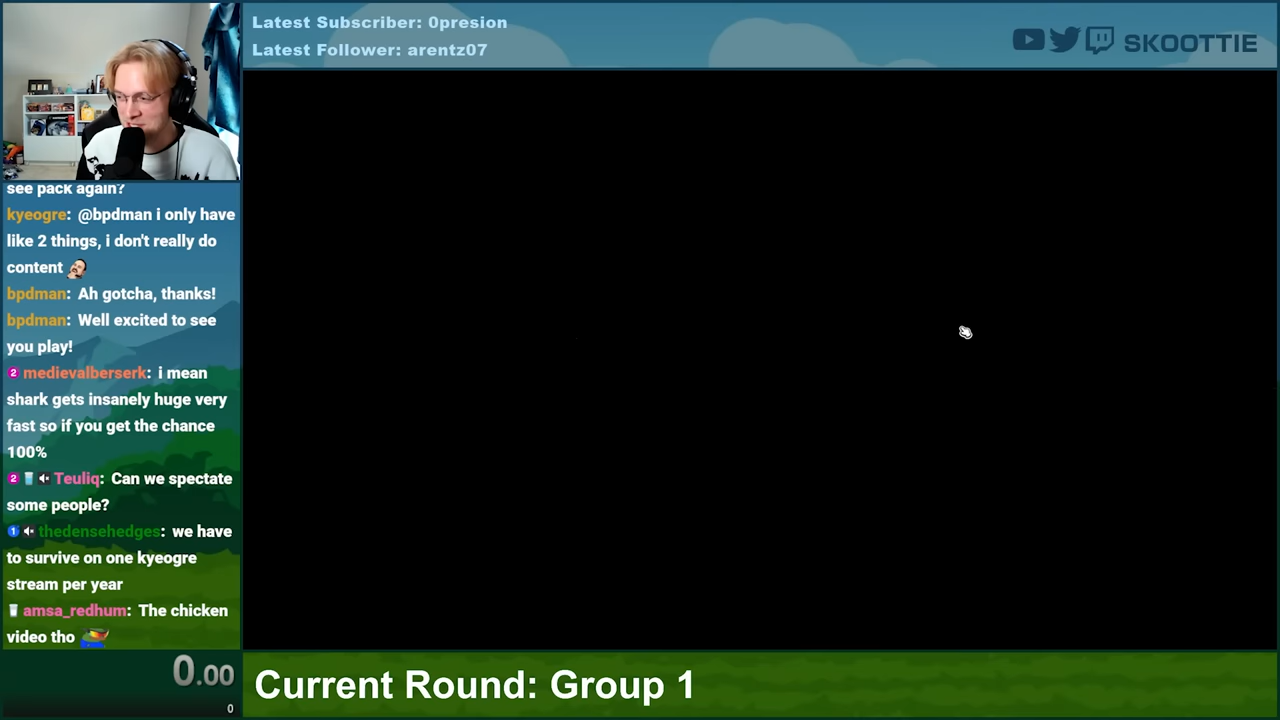 Latest Subscriber: 0presion
Latest Follower: arentz07
SKOOTTIE
see pack again?
kyeogre: @bpdman i only have
like 2 things, i don't really do
content
bpdman: Ah gotcha, thanks!
bpdman: Well excited to see
you play!
2 medievalberserk: i mean
shark gets insanely huge very
fast so if you get the chance
100%
2 Teuliq: Can we spectate
some people?
1 thedensehedges: we have
to survive on one kyeogre
stream per year
amsa_redhum: The chicken
video tho
0.00
0
Current Round: Group 1